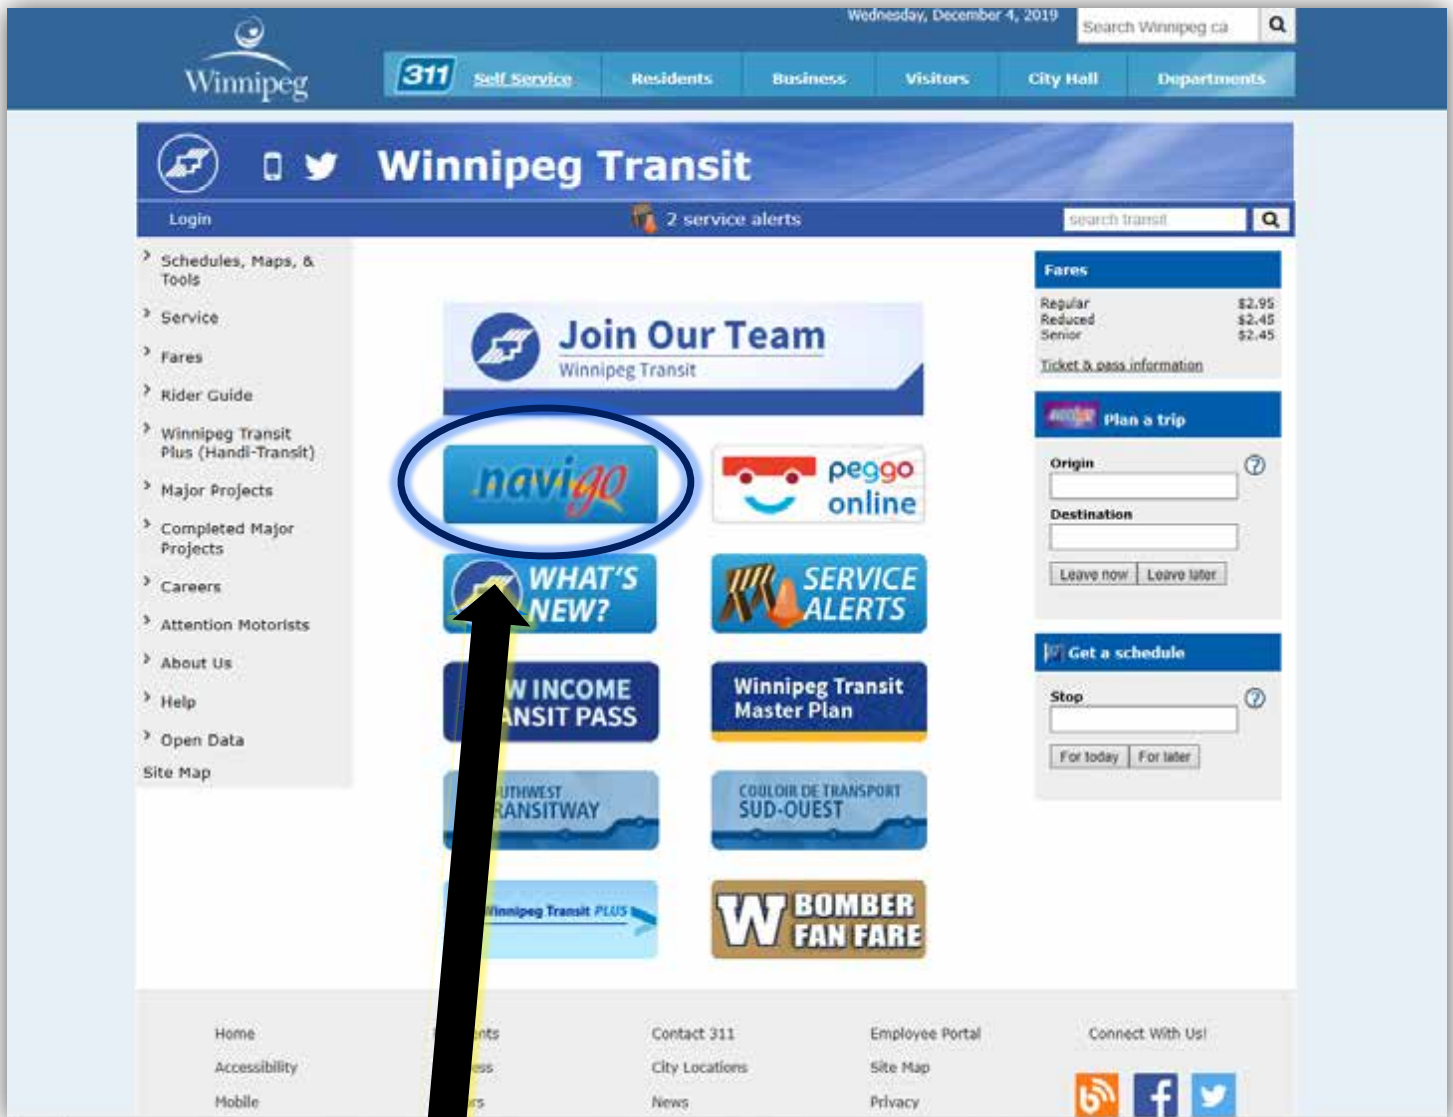 Wednesday, December 4, 2019
Search Winnipeg ca
Winnipeg
311 Self Service Residents Business Visitors City Hall Departments
Winnipeg Transit
Login
2 service alerts
search transit
Schedules, Maps, &
Tools
Service
Fares
Rider Guide
Winnipeg Transit
Plus (Handi-Transit)
Major Projects
Completed Major
Projects
Careers
Attention Motorists
About Us
Help
Open Data
Site Map
Join Our Team
Winnipeg Transit
navigo
peggo
online
WHAT'S
NEW?
SERVICE
ALERTS
W INCOME
ANSIT PASS
Winnipeg Transit
Master Plan
UTHWEST
RANSITWAY
COULOIR DE TRANSPORT
SUD-OUEST
Winnipeg Transit PLUS
W BOMBER
FAN FARE
Fares
Regular $2.95
Reduced $2.45
Senior $2.45
Ticket & pass information
navigo Plan a trip
Origin
Destination
Leave now Leave later
Get a schedule
Stop
For today For later
Home
Accessibility
Mobile
Contact 311
City Locations
News
Employee Portal
Site Map
Privacy
Connect With Us!